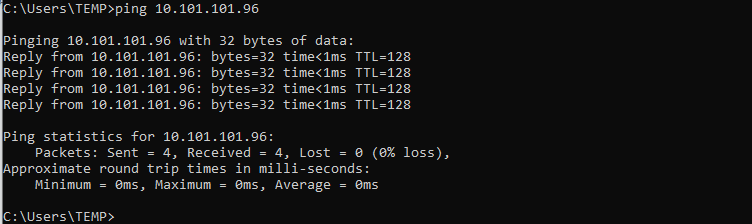 C:\Users\TEMP>ping 10.101.101.96
Pinging 10.101.101.96 with 32 bytes of data:
Reply from 10.101.101.96: bytes=32 time<1ms TTL=128
Reply from 10.101.101.96: bytes=32 time<1ms TTL=128
Reply from 10.101.101.96: bytes=32 time<1ms TTL=128
Reply from 10.101.101.96: bytes=32 time<1ms TTL=128
Ping statistics for 10.101.101.96:
    Packets: Sent = 4, Received = 4, Lost = 0 (0% loss),
Approximate round trip times in milli-seconds:
    Minimum = 0ms, Maximum = 0ms, Average = 0ms
C:\Users\TEMP>